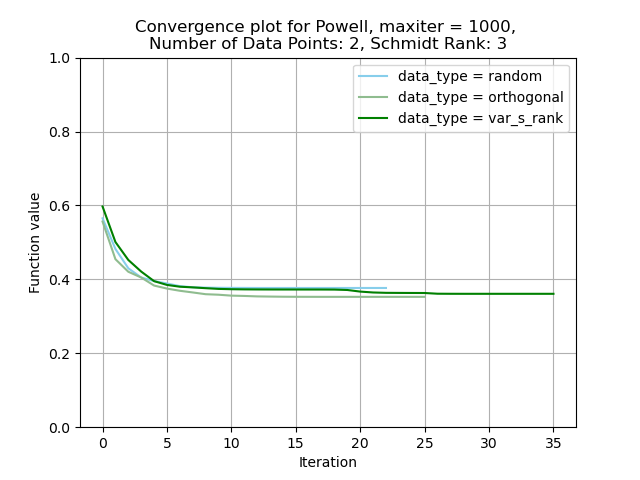 Convergence plot for Powell, maxiter = 1000,
Number of Data Points: 2, Schmidt Rank: 3
data_type = random
data_type = orthogonal
data_type = var_s_rank
Function value
1.0
0.8
0.6
0.4
0.2
0.0
0 5 10 15 20 25 30 35
Iteration